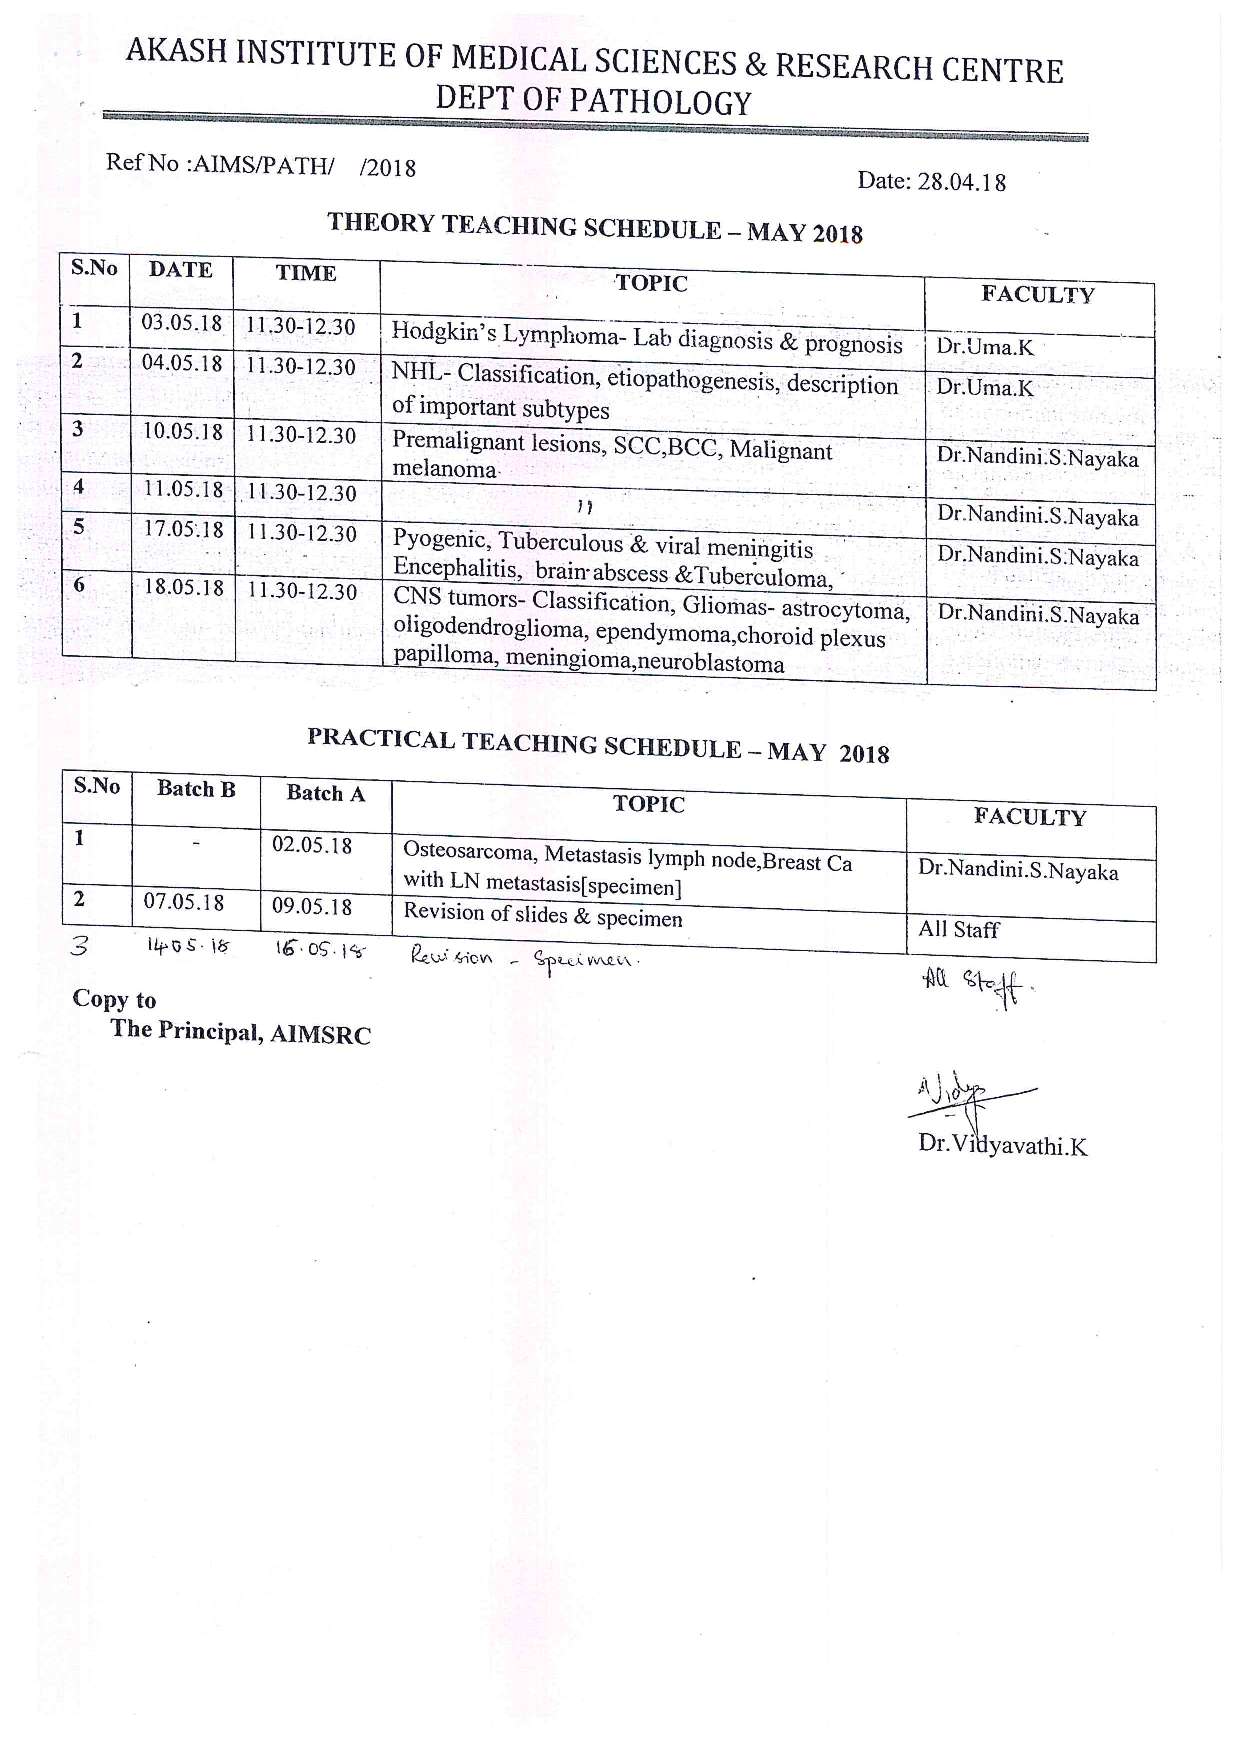 AKASH INSTITUTE OF MEDICAL SCIENCES & RESEARCH CENTRE
DEPT OF PATHOLOGY
Ref No :AIMS/PATH/ /2018
Date: 28.04.18
THEORY TEACHING SCHEDULE – MAY 2018
S.No DATE TIME TOPIC FACULTY
1 03.05.18 11.30-12.30 Hodgkin's Lymphoma- Lab diagnosis & prognosis Dr.Uma.K
2 04.05.18 11.30-12.30 NHL- Classification, etiopathogenesis, description Dr.Uma.K
of important subtypes
3 10.05.18 11.30-12.30 Premalignant lesions, SCC,BCC, Malignant Dr.Nandini.S.Nayaka
melanoma
4 11.05.18 11.30-12.30 ,, Dr.Nandini.S.Nayaka
5 17.05.18 11.30-12.30 Pyogenic, Tuberculous & viral meningitis Dr.Nandini.S.Nayaka
Encephalitis, brain abscess &Tuberculoma,
6 18.05.18 11.30-12.30 CNS tumors- Classification, Gliomas- astrocytoma, Dr.Nandini.S.Nayaka
oligodendroglioma, ependymoma,choroid plexus
papilloma, meningioma,neuroblastoma
PRACTICAL TEACHING SCHEDULE – MAY 2018
S.No Batch B Batch A TOPIC FACULTY
1 - 02.05.18 Osteosarcoma, Metastasis lymph node,Breast Ca Dr.Nandini.S.Nayaka
with LN metastasis[specimen]
2 07.05.18 09.05.18 Revision of slides & specimen All Staff
3 14.05.18 16.05.18 Revision - Specimen. All Staff.
Copy to
The Principal, AIMSRC
Dr.Vidyavathi.K